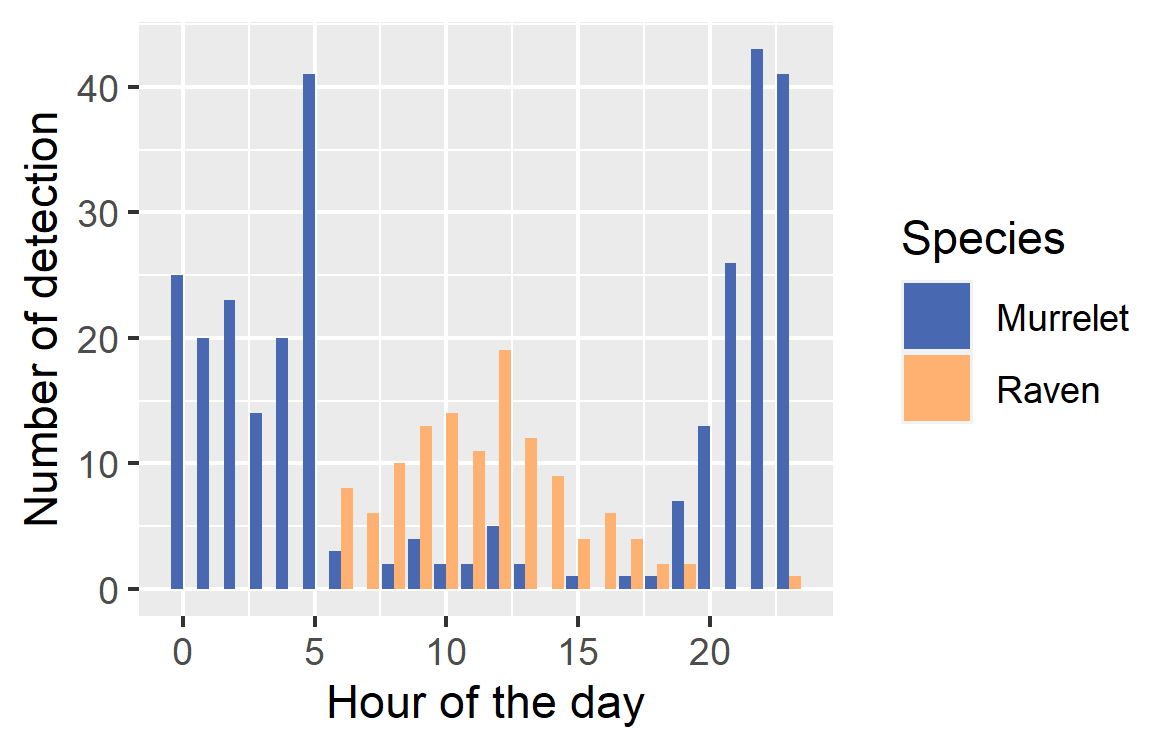 Number of detection
40
30
20
10
0
0 5 10 15 20
Hour of the day
Species
Murrelet
Raven